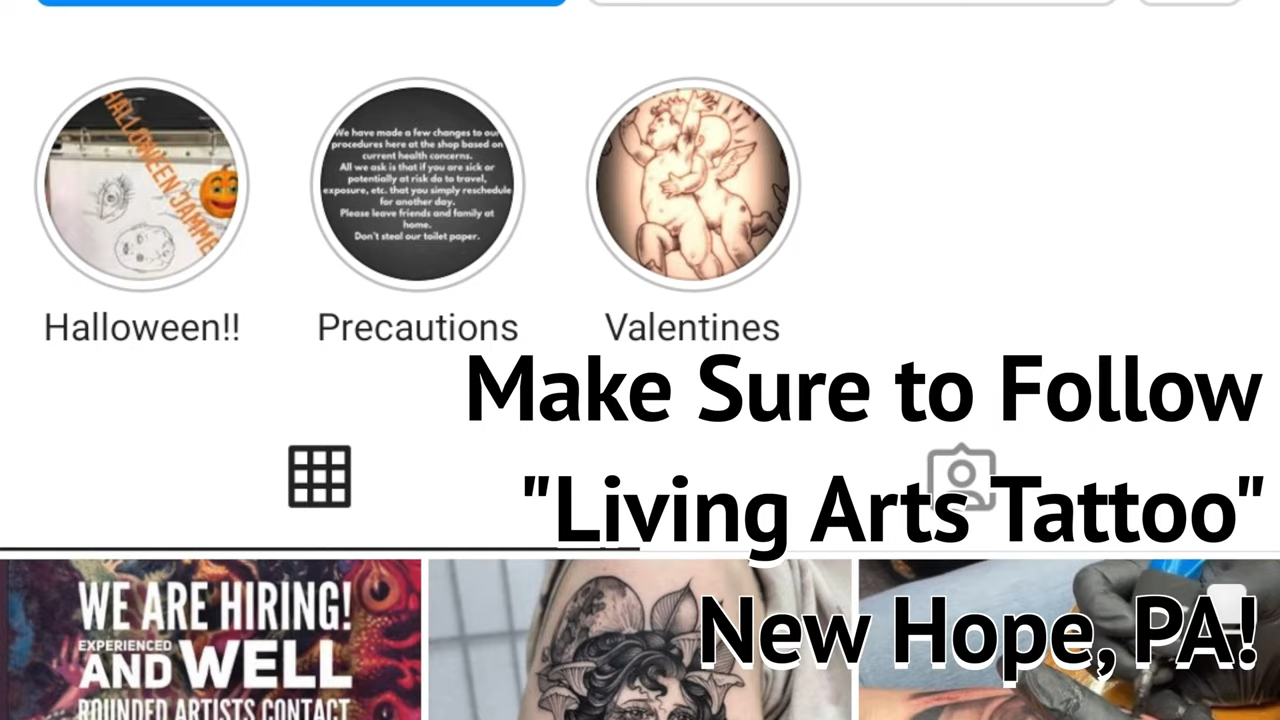 HALLOWEEN JAMME
We have made a few changes to our
procedures here at the shop based on
current health concerns.
All we ask is that if you are sick or
potentially at risk do to travel,
exposure, etc. that you simply reschedule
for another day.
Please leave friends and family at
home.
Don't steal our toilet paper.
Halloween!!
Precautions
Valentines
Make Sure to Follow
"Living Arts Tattoo"
New Hope, PA!
WE ARE HIRING!
EXPERIENCED
AND WELL
ROUNDED ARTISTS CONTACT